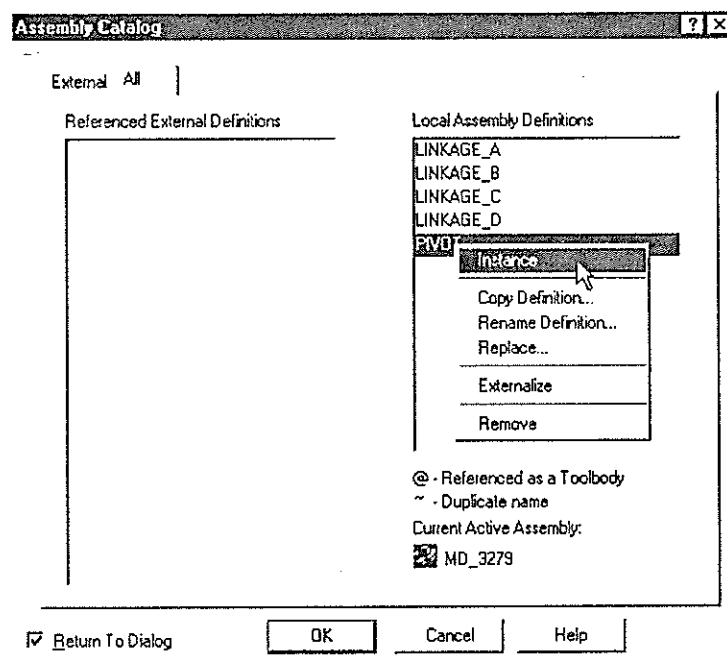 Assembly Catalog
? X
External All
Referenced External Definitions
Local Assembly Definitions
LINKAGE_A
LINKAGE_B
LINKAGE_C
LINKAGE_D
PIVOT
Instance
Copy Definition...
Rename Definition...
Replace...
Externalize
Remove
@ - Referenced as a Toolbody
~ - Duplicate name
Current Active Assembly:
MD_3279
Return To Dialog
OK
Cancel
Help